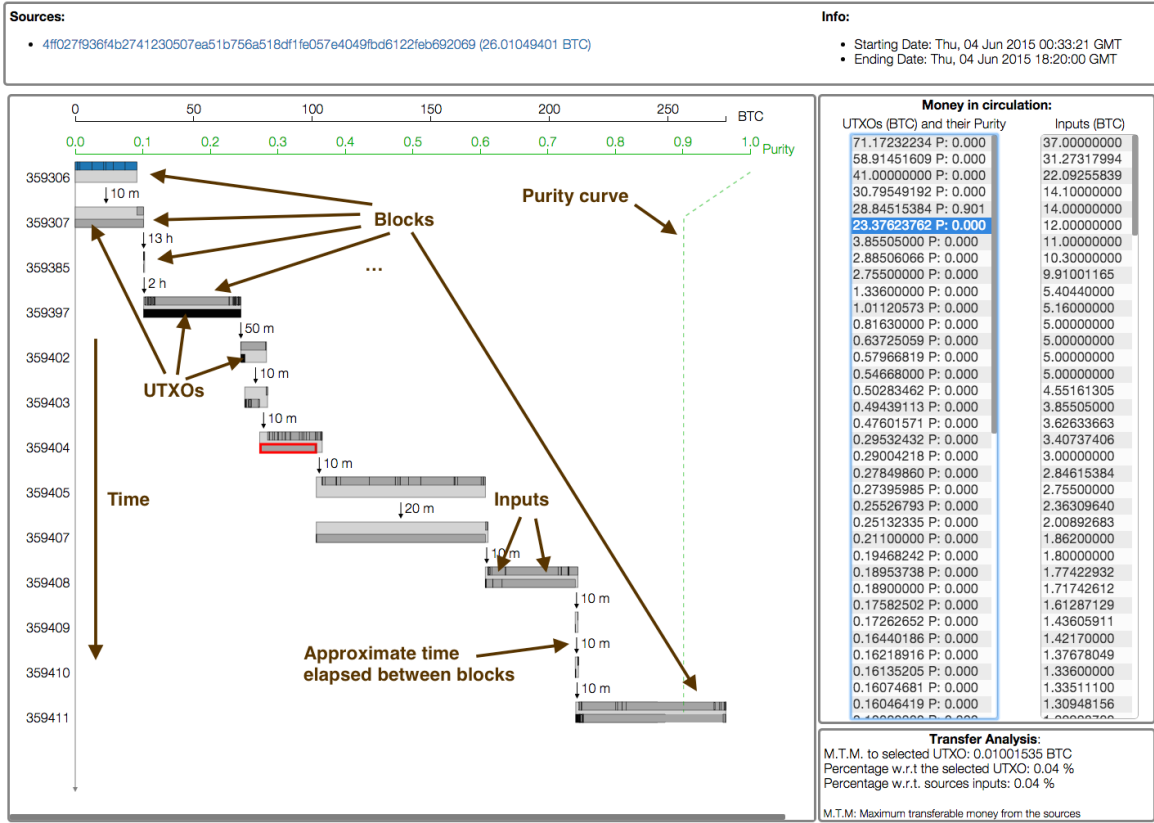 Sources:
4ff027f936f4b2741230507ea51b756a518df1fe057e4049fbd6122feb692069 (26.01049401 BTC)
Info:
Starting Date: Thu, 04 Jun 2015 00:33:21 GMT
Ending Date: Thu, 04 Jun 2015 18:20:00 GMT
0 50 100 150 200 250 BTC
0.0 0.1 0.2 0.3 0.4 0.5 0.6 0.7 0.8 0.9 1.0 Purity
359306
10 m
359307
13 h
359385
2 h
359397
50 m
359402
10 m
359403
10 m
359404
10 m
359405
20 m
359407
10 m
359408
10 m
359409
10 m
359410
10 m
359411
Blocks
...
Purity curve
UTXOs
Time
Inputs
Approximate time
elapsed between blocks
Money in circulation:
UTXOs (BTC) and their Purity
71.17232234 P: 0.000
58.91451609 P: 0.000
41.00000000 P: 0.000
30.79549192 P: 0.000
28.84515384 P: 0.901
23.37623762 P: 0.000
3.85505000 P: 0.000
2.88506066 P: 0.000
2.75500000 P: 0.000
1.33600000 P: 0.000
1.01120573 P: 0.000
0.81630000 P: 0.000
0.63725059 P: 0.000
0.57966819 P: 0.000
0.54668000 P: 0.000
0.50283462 P: 0.000
0.49439113 P: 0.000
0.47601571 P: 0.000
0.29532432 P: 0.000
0.29004218 P: 0.000
0.27849860 P: 0.000
0.27395985 P: 0.000
0.25526793 P: 0.000
0.25132335 P: 0.000
0.21100000 P: 0.000
0.19468242 P: 0.000
0.18953738 P: 0.000
0.18900000 P: 0.000
0.17582502 P: 0.000
0.17262652 P: 0.000
0.16440186 P: 0.000
0.16218916 P: 0.000
0.16135205 P: 0.000
0.16074681 P: 0.000
0.16046419 P: 0.000
Inputs (BTC)
37.00000000
31.27317994
22.09255839
14.10000000
14.00000000
12.00000000
11.00000000
10.30000000
9.91001165
5.40440000
5.16000000
5.00000000
5.00000000
5.00000000
5.00000000
4.55161305
3.85505000
3.62633663
3.40737406
3.00000000
2.84615384
2.75500000
2.36309640
2.00892683
1.86200000
1.80000000
1.77422932
1.71742612
1.61287129
1.43605911
1.42170000
1.37678049
1.33600000
1.33511100
1.30948156
Transfer Analysis:
M.T.M. to selected UTXO: 0.01001535 BTC
Percentage w.r.t the selected UTXO: 0.04 %
Percentage w.r.t. sources inputs: 0.04 %
M.T.M: Maximum transferable money from the sources